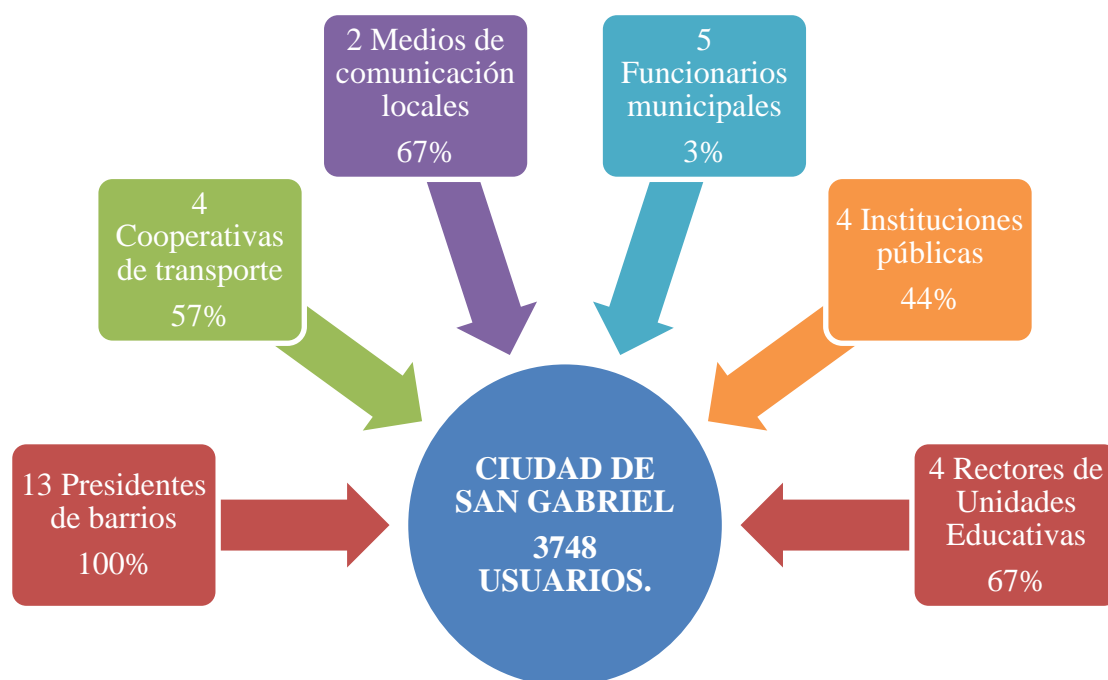 2 Medios de
comunicación
locales
67%
5
Funcionarios
municipales
3%
4
Cooperativas
de transporte
57%
4 Instituciones
públicas
44%
13 Presidentes
de barrios
100%
CIUDAD DE
SAN GABRIEL
3748
USUARIOS.
4 Rectores de
Unidades
Educativas
67%